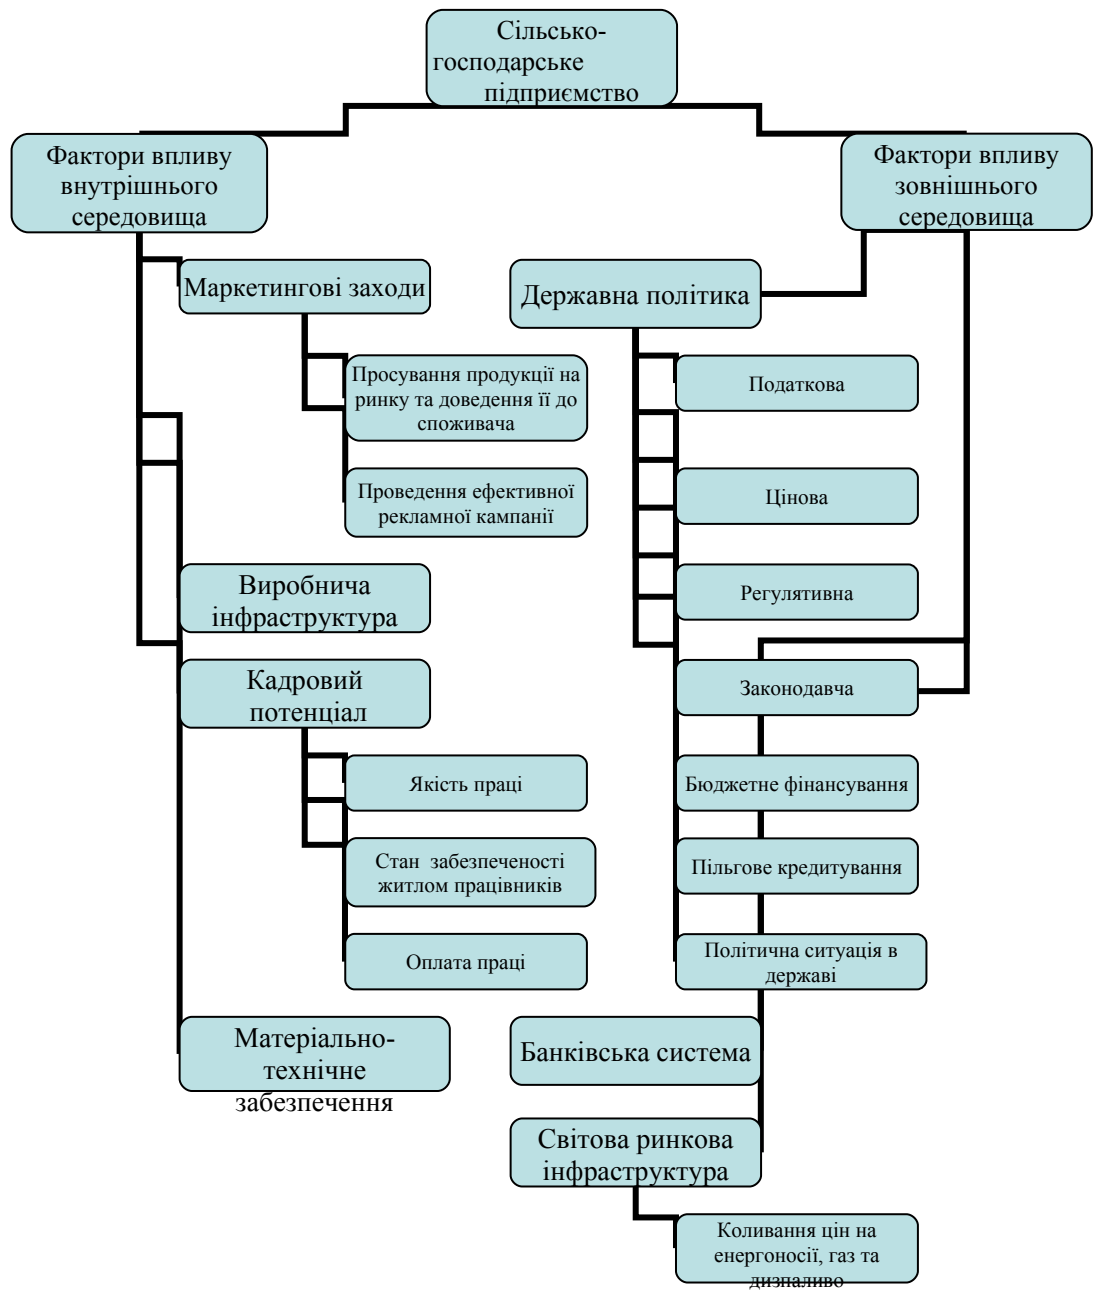 Сільсько-
господарське
підприємство
Фактори впливу
внутрішнього
середовища
Фактори впливу
зовнішнього
середовища
Маркетингові заходи
Просування продукції на
ринку та доведення її до
споживача
Проведення ефективної
рекламної кампанії
Виробнича
інфраструктура
Кадровий
потенціал
Якість праці
Стан забезпеченості
житлом працівників
Оплата праці
Матеріально-
технічне
забезпечення
Державна політика
Податкова
Цінова
Регулятивна
Законодавча
Бюджетне фінансування
Пільгове кредитування
Політична ситуація в
державі
Банківська система
Світова ринкова
інфраструктура
Коливання цін на
енергоносії, газ та
дизпаливо